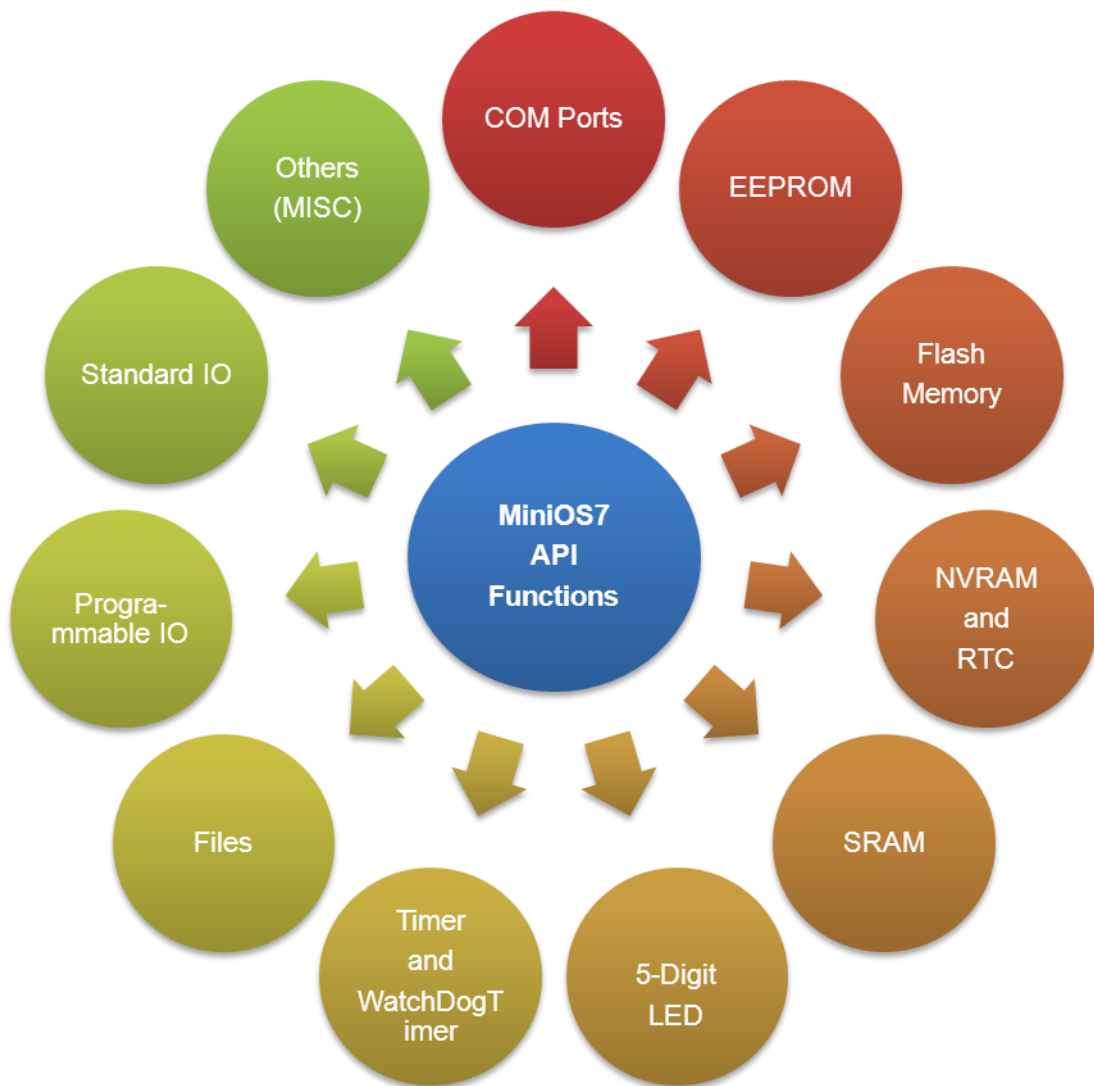 COM Ports
EEPROM
Flash
Memory
NVRAM
and
RTC
SRAM
5-Digit
LED
Timer
and
WatchDogT
imer
Files
Progra-
mmable IO
Standard IO
Others
(MISC)
MiniOS7
API
Functions